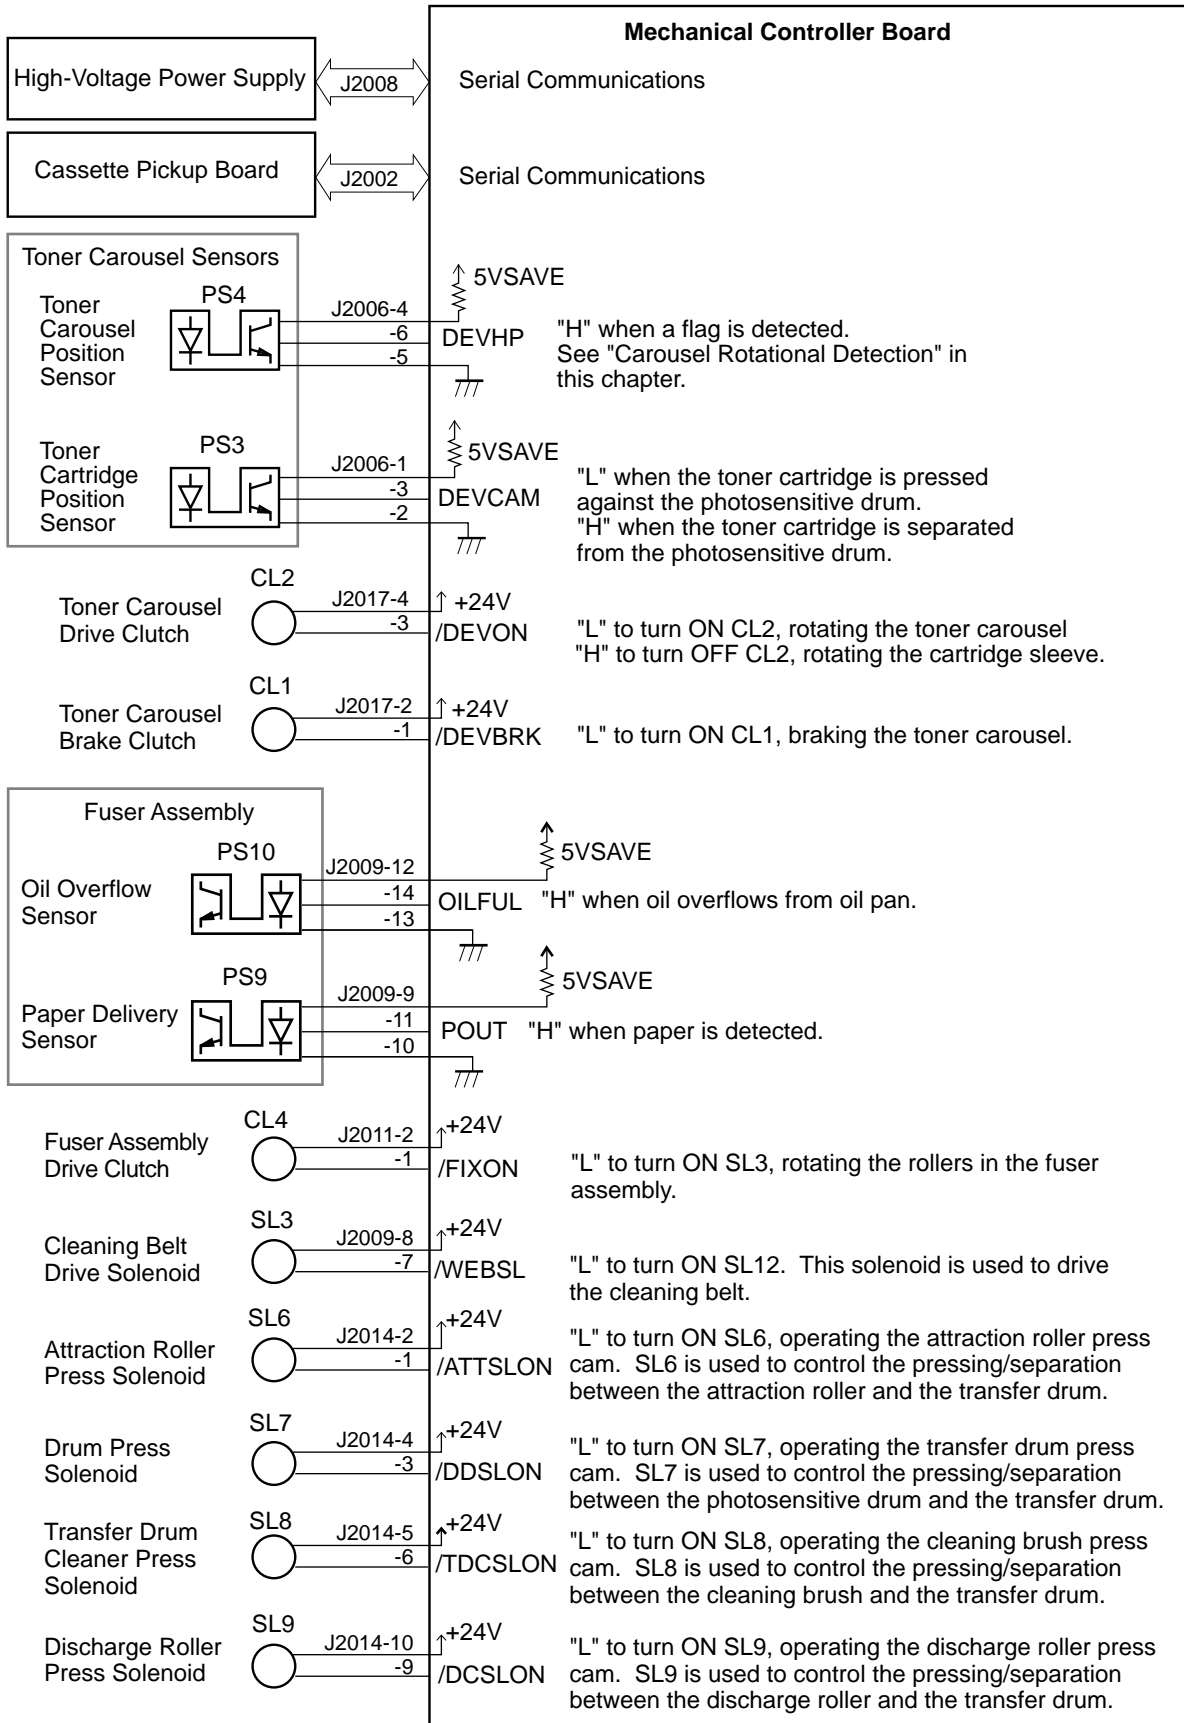 Mechanical Controller Board
High-Voltage Power Supply
J2008
Serial Communications
Cassette Pickup Board
J2002
Serial Communications
Toner Carousel Sensors
Toner
Carousel
Position
Sensor
PS4
J2006-4
-6
-5
5VSAVE
DEVHP
"H" when a flag is detected.
See "Carousel Rotational Detection" in
this chapter.
Toner
Cartridge
Position
Sensor
PS3
J2006-1
-3
-2
5VSAVE
DEVCAM
"L" when the toner cartridge is pressed
against the photosensitive drum.
"H" when the toner cartridge is separated
from the photosensitive drum.
Toner Carousel
Drive Clutch
CL2
J2017-4
-3
+24V
/DEVON
"L" to turn ON CL2, rotating the toner carousel
"H" to turn OFF CL2, rotating the cartridge sleeve.
Toner Carousel
Brake Clutch
CL1
J2017-2
-1
+24V
/DEVBRK
"L" to turn ON CL1, braking the toner carousel.
Fuser Assembly
Oil Overflow
Sensor
PS10
J2009-12
-14
-13
5VSAVE
OILFUL
"H" when oil overflows from oil pan.
Paper Delivery
Sensor
PS9
J2009-9
-11
-10
5VSAVE
POUT
"H" when paper is detected.
Fuser Assembly
Drive Clutch
CL4
J2011-2
-1
+24V
/FIXON
"L" to turn ON SL3, rotating the rollers in the fuser
assembly.
Cleaning Belt
Drive Solenoid
SL3
J2009-8
-7
+24V
/WEBSL
"L" to turn ON SL12.  This solenoid is used to drive
the cleaning belt.
Attraction Roller
Press Solenoid
SL6
J2014-2
-1
+24V
/ATTSLON
"L" to turn ON SL6, operating the attraction roller press
cam.  SL6 is used to control the pressing/separation
between the attraction roller and the transfer drum.
Drum Press
Solenoid
SL7
J2014-4
-3
+24V
/DDSLON
"L" to turn ON SL7, operating the transfer drum press
cam.  SL7 is used to control the pressing/separation
between the photosensitive drum and the transfer drum.
Transfer Drum
Cleaner Press
Solenoid
SL8
J2014-5
-6
+24V
/TDCSLON
"L" to turn ON SL8, operating the cleaning brush press
cam.  SL8 is used to control the pressing/separation
between the cleaning brush and the transfer drum.
Discharge Roller
Press Solenoid
SL9
J2014-10
-9
+24V
/DCSLON
"L" to turn ON SL9, operating the discharge roller press
cam.  SL9 is used to control the pressing/separation
between the discharge roller and the transfer drum.